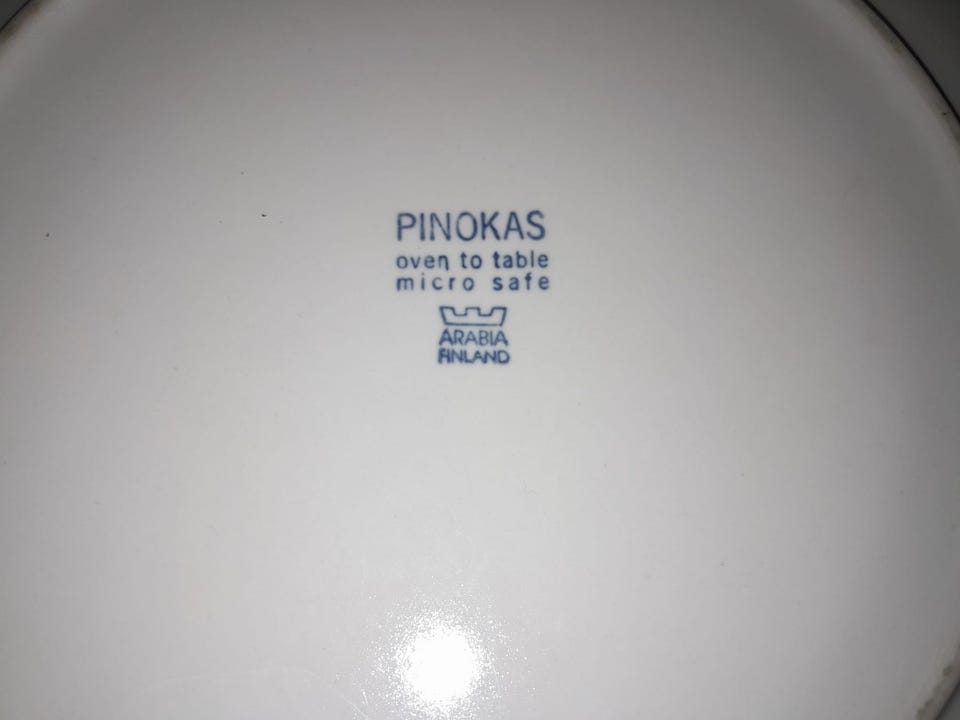 PINOKAS
oven to table
micro safe
ARABIA
FINLAND